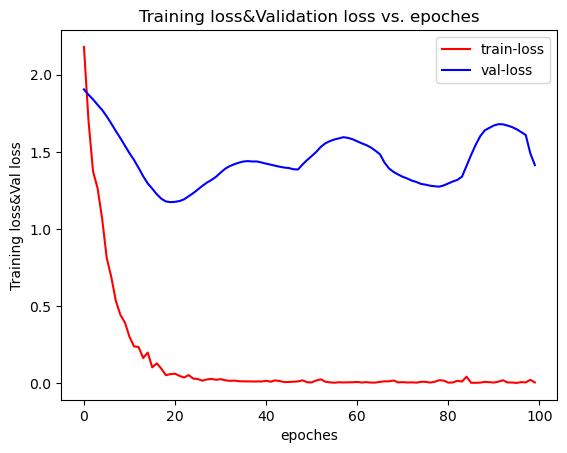 Training loss&Validation loss vs. epoches
train-loss
val-loss
Training loss&Val loss
2.0
1.5
1.0
0.5
0.0
0
20
40
60
80
100
epoches